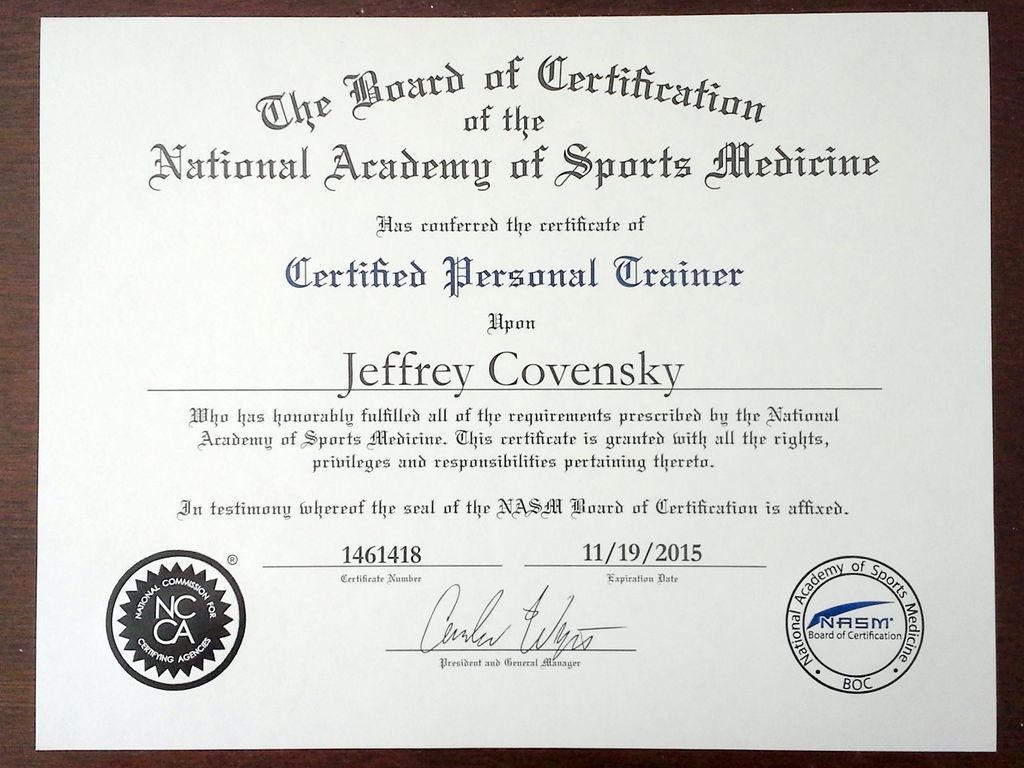 The Board of Certification
of the
National Academy of Sports Medicine
Has conferred the certificate of
Certified Personal Trainer
Upon
Jeffrey Covensky
Who has honorably fulfilled all of the requirements prescribed by the National
Academy of Sports Medicine. This certificate is granted with all the rights,
privileges and responsibilities pertaining thereto.
In testimony whereof the seal of the NASM Board of Certification is affixed.
1461418
Certificate Number
11/19/2015
Expiration Date
President and General Manager
NATIONAL COMMISSION FOR
NC
CA
CERTIFYING AGENCIES
®
National Academy of Sports Medicine
NASM
Board of Certification
BOC